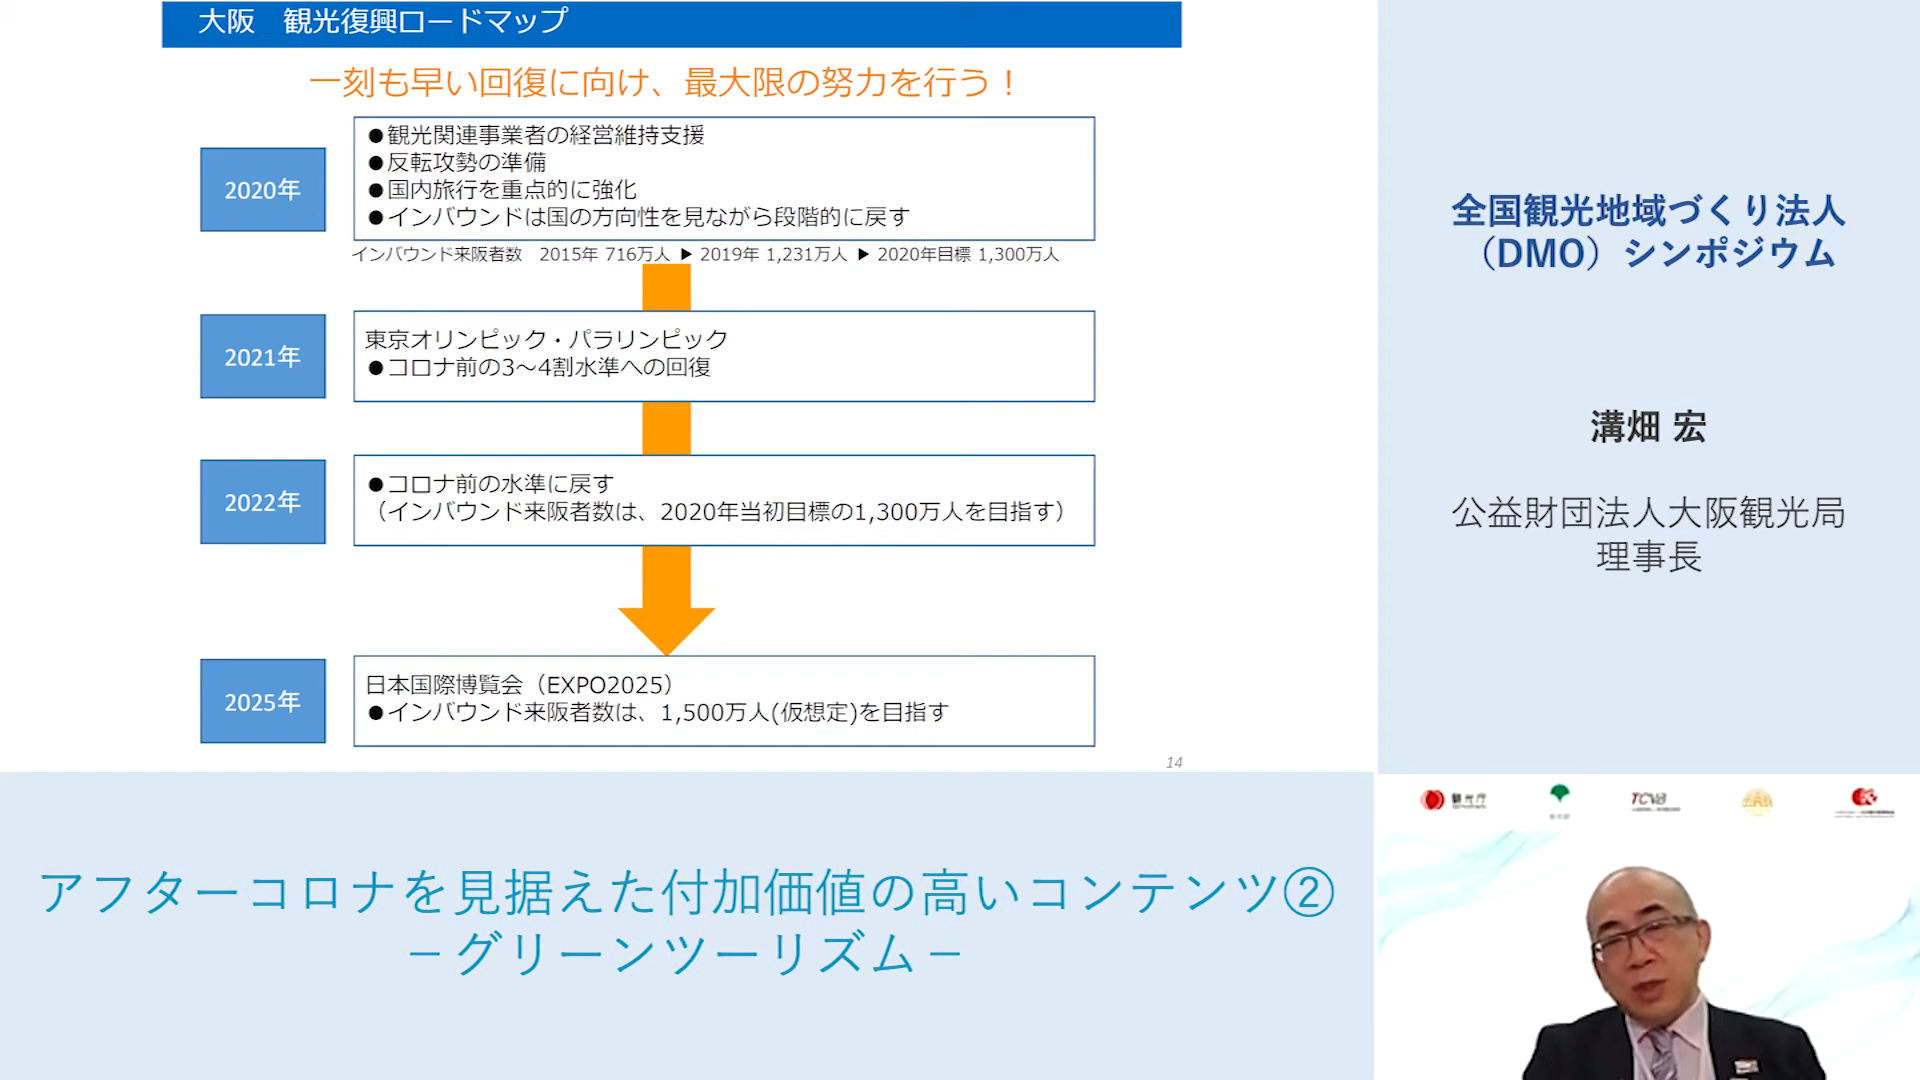 大阪　観光復興ロードマップ
一刻も早い回復に向け、最大限の努力を行う！
2020年
●観光関連事業者の経営維持支援
●反転攻勢の準備
●国内旅行を重点的に強化
●インバウンドは国の方向性を見ながら段階的に戻す
インバウンド来阪者数　2015年 716万人 ▶ 2019年 1,231万人 ▶ 2020年目標 1,300万人
2021年
東京オリンピック・パラリンピック
●コロナ前の3～4割水準への回復
2022年
●コロナ前の水準に戻す
（インバウンド来阪者数は、2020年当初目標の1,300万人を目指す）
2025年
日本国際博覧会（EXPO2025）
●インバウンド来阪者数は、1,500万人(仮想定)を目指す
14
全国観光地域づくり法人
（DMO）シンポジウム
溝畑 宏
公益財団法人大阪観光局
理事長
観光庁
TCVB
アフターコロナを見据えた付加価値の高いコンテンツ②
－グリーンツーリズム－